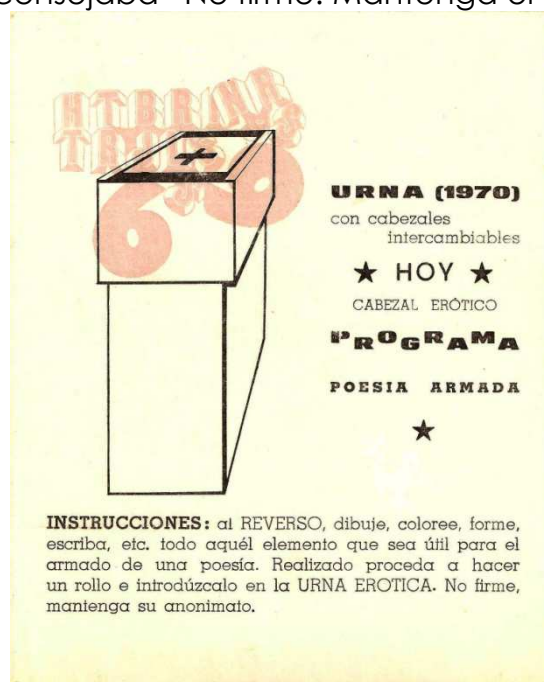 No firme. Mantenga
URNA (1970)
con cabezales
intercambiables
★ HOY ★
CABEZAL ERÓTICO
PROGRAMA
POESIA ARMADA
★
INSTRUCCIONES: al REVERSO, dibuje, coloree, forme,
escriba, etc. todo aquél elemento que sea útil para el
armado de una poesía. Realizado proceda a hacer
un rollo e introdúzcalo en la URNA EROTICA. No firme,
mantenga su anonimato.